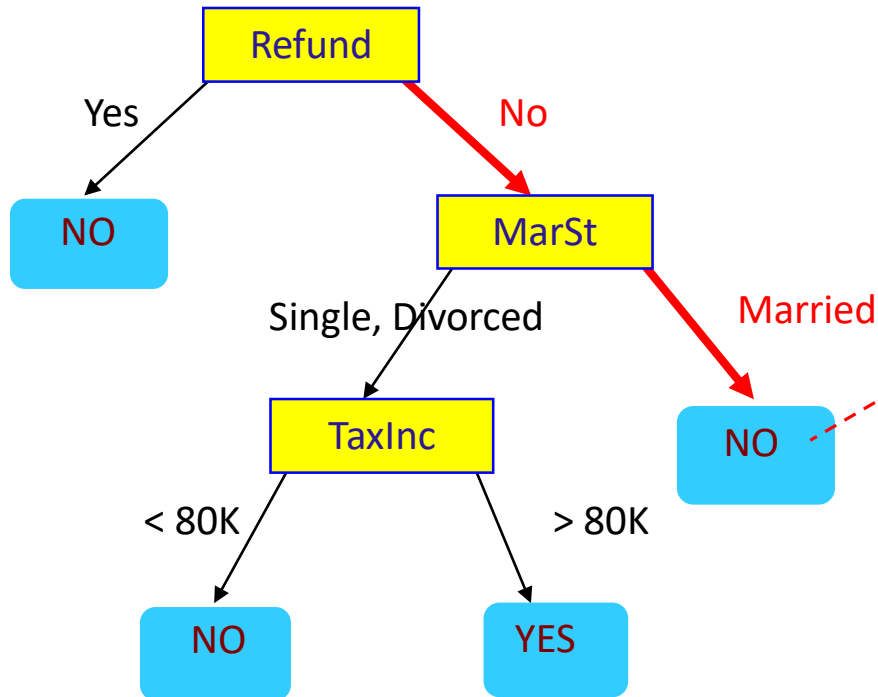 Refund
Yes
No
NO
MarSt
Single, Divorced
Married
TaxInc
NO
< 80K
> 80K
NO
YES